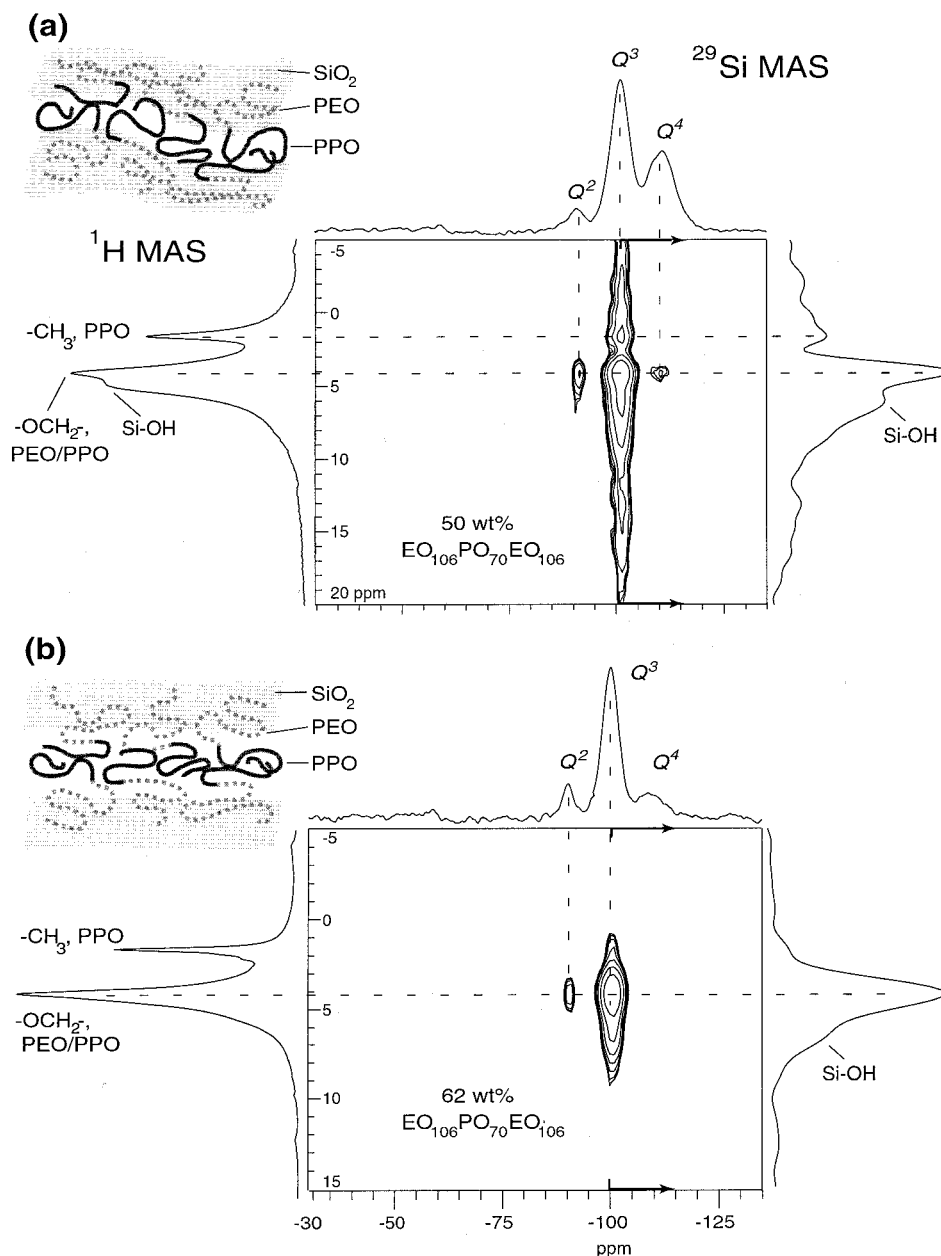 (a)
SiO2
PEO
PPO
29Si MAS
Q3
Q4
Q2
1H MAS
-CH3, PPO
-OCH2-,
PEO/PPO
Si-OH
-5
0
5
10
15
20 ppm
50 wt%
EO106PO70EO106
Si-OH
(b)
SiO2
PEO
PPO
Q3
Q2
Q4
-CH3, PPO
-OCH2-,
PEO/PPO
-5
0
5
10
15
62 wt%
EO106PO70EO106
Si-OH
-30
-50
-75
-100
-125
ppm